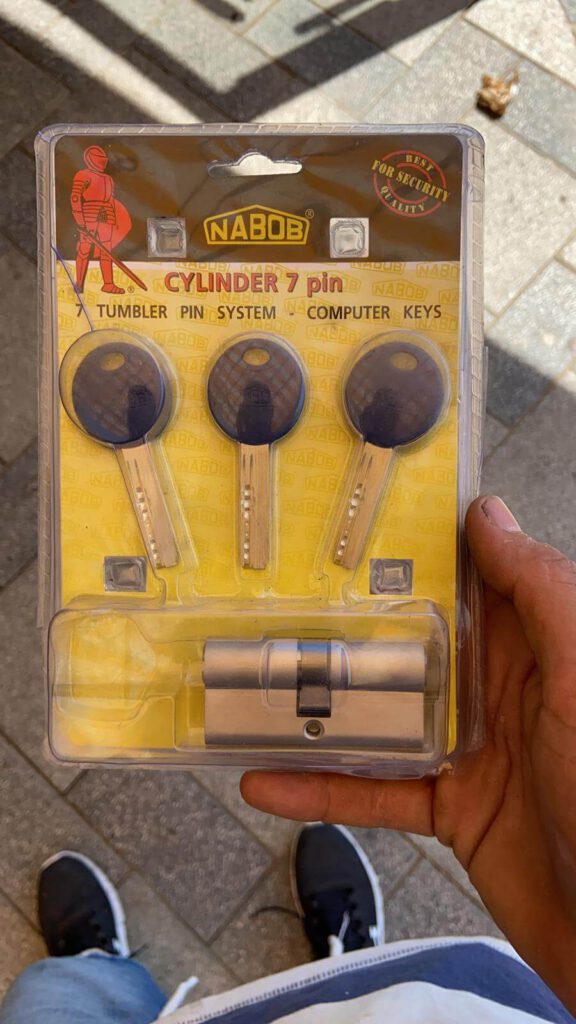 BEST
FOR SECURITY
QUALITY
NABOB®
CYLINDER 7 pin
7 TUMBLER PIN SYSTEM - COMPUTER KEYS